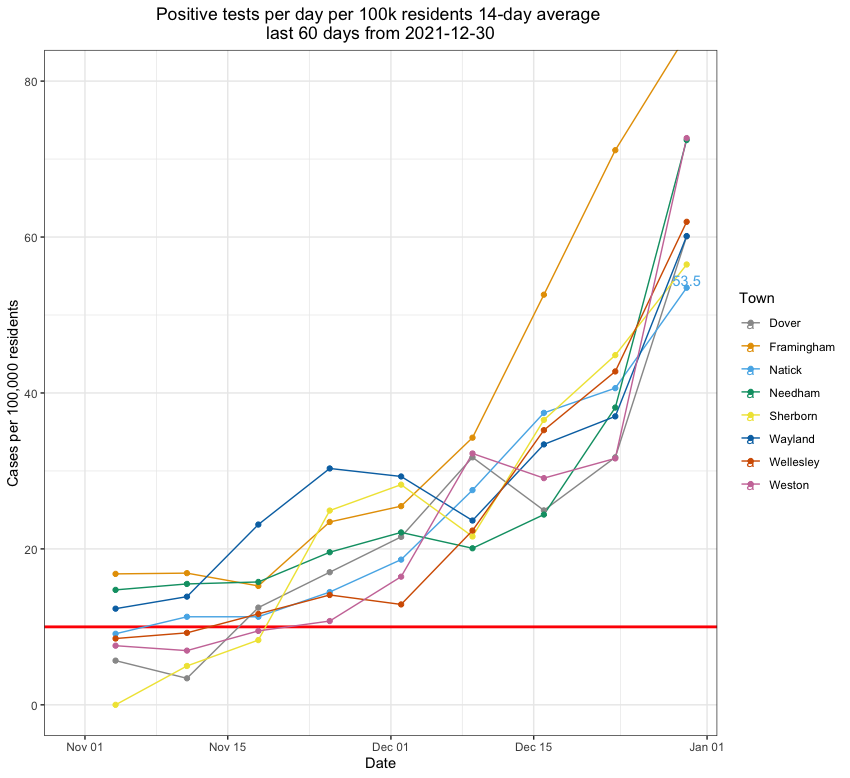 Positive tests per day per 100k residents 14-day average
last 60 days from 2021-12-30
80
60
40
20
0
Cases per 100,000 residents
53.5
Nov 01
Nov 15
Dec 01
Dec 15
Jan 01
Date
Town
a Dover
a Framingham
a Natick
a Needham
a Sherborn
a Wayland
a Wellesley
a Weston